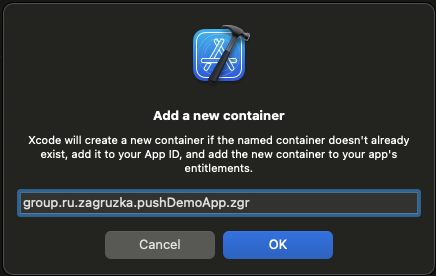 Add a new container
Xcode will create a new container if the named container doesn't already
exist, add it to your App ID, and add the new container to your app's
entitlements.
group.ru.zagruzka.pushDemoApp.zgr
Cancel
OK